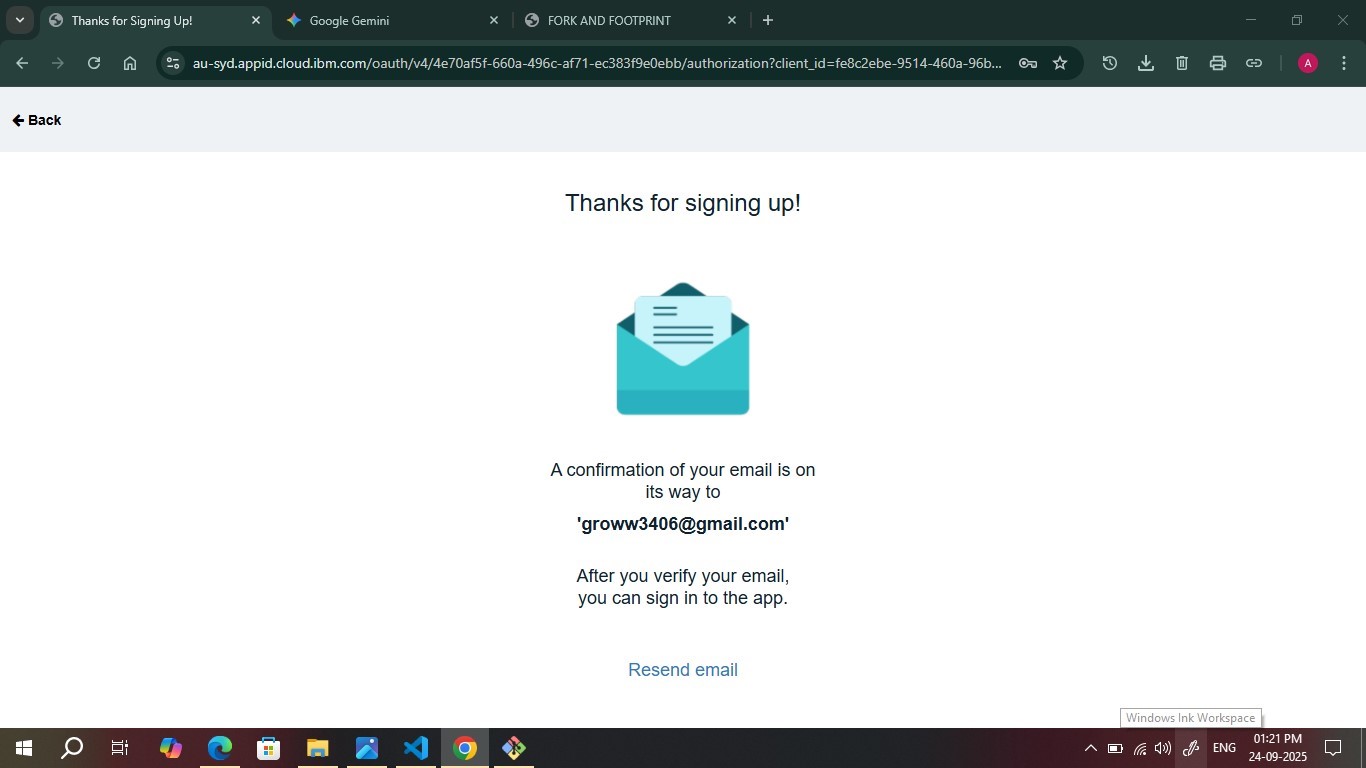 Thanks for Signing Up!
Google Gemini
FORK AND FOOTPRINT
au-syd.appid.cloud.ibm.com/oauth/v4/4e70af5f-660a-496c-af71-ec383f9e0ebb/authorization?client_id=fe8c2ebe-9514-460a-96b...
A
Back
Thanks for signing up!
A confirmation of your email is on
its way to
'groww3406@gmail.com'
After you verify your email,
you can sign in to the app.
Resend email
Windows Ink Workspace
ENG
01:21 PM
24-09-2025